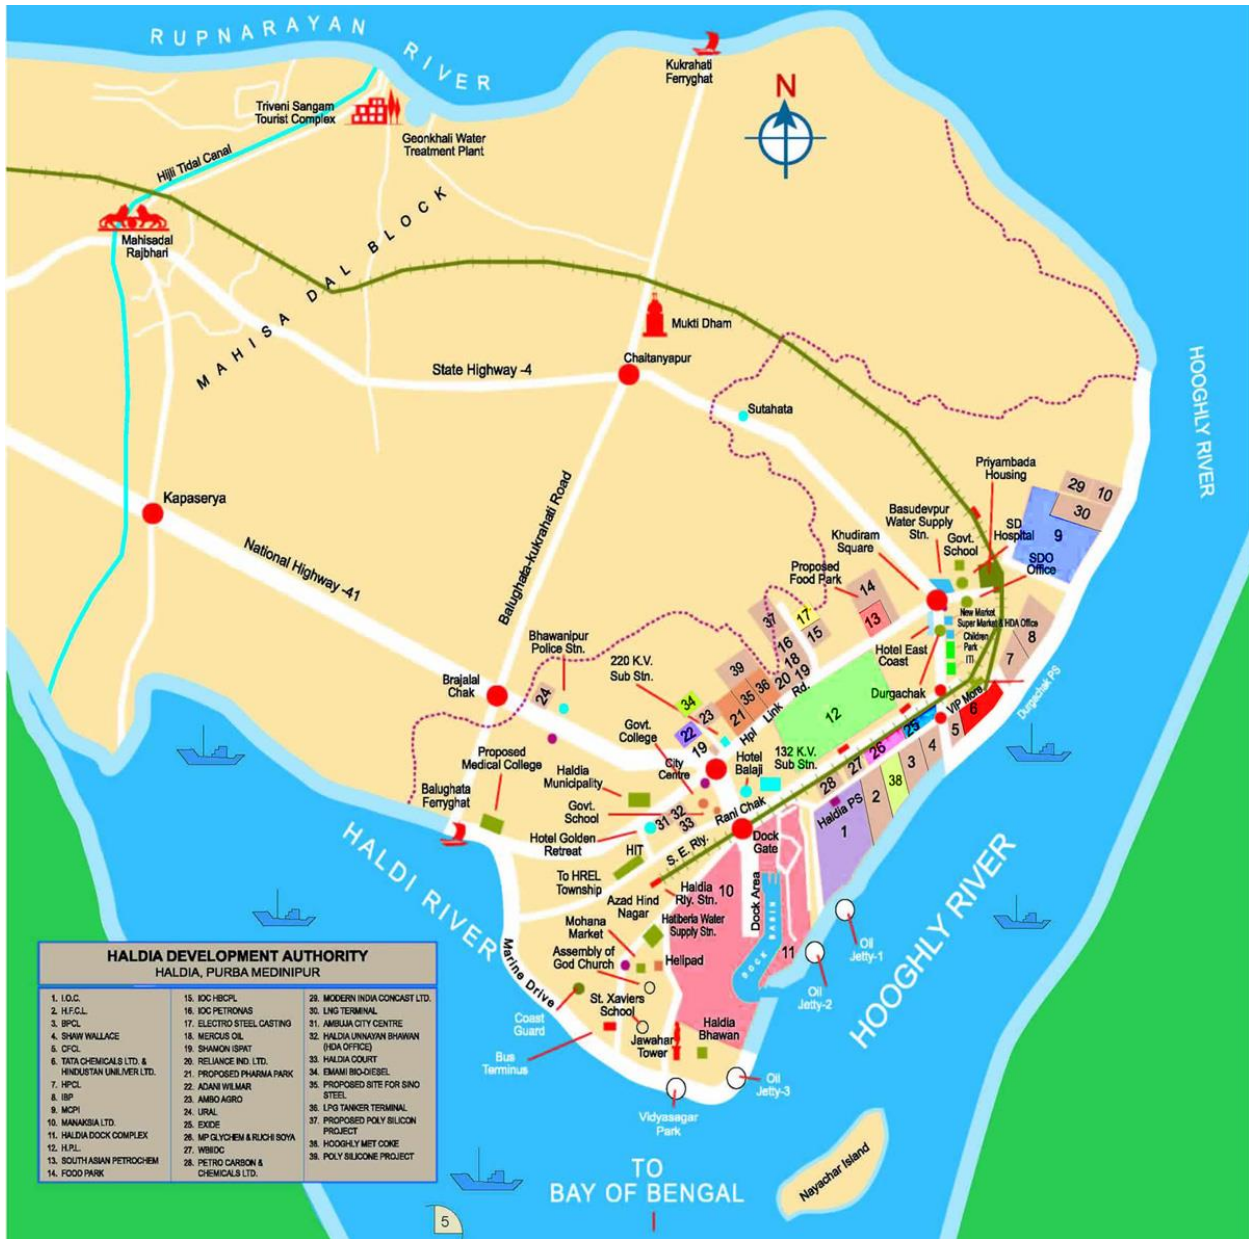 RUPNARAYAN
RIVER
Kukrahati
Ferryghat
N
Triveni Sangam
Tourist Complex
Geonkhali Water
Treatment Plant
Hijli Tidal Canal
Mahisadal
Rajbhari
MAHISA DAL BLOCK
Mukti Dham
State Highway -4
Chaitanyapur
HOOGHLY RIVER
Sutahata
Kapaserya
National Highway -41
Balughata-kukrahati Road
Priyambada
Housing
29
10
30
9
Basudevpur
Water Supply
Stn.
SD
Hospital
Govt.
School
SDO
Office
Khudiram
Square
Proposed
Food Park
14
13
New Market
Super Market & HDA Office
Children
Park
ITI
Hotel East
Coast
8
7
Durgachak
Durgachak PS
VIP More
37
17
16
15
18
20
19
39
36
35
21
Hpl Link Rd.
12
Bhawanipur
Police Stn.
24
220 K.V.
Sub Stn.
34
23
22
19
Brajalal
Chak
Govt.
College
City
Centre
Hotel
Balaji
132 K.V.
Sub Stn.
6
5
25
4
26
3
27
38
28
2
Haldia PS
1
Proposed
Medical College
Haldia
Municipality
Balughata
Ferryghat
Govt.
School
31
32
33
Rani Chak
Hotel Golden
Retreat
HIT
S. E. Rly.
Dock
Gate
To HREL
Township
Haldia
Rly. Stn.
10
Dock Area
Azad Hind
Nagar
Hatiberia Water
Supply Stn.
Mohana
Market
Assembly of
God Church
Helipad
DOCK BABIN
11
Oil
Jetty-1
Oil
Jetty-2
HALDI RIVER
HOOGHLY RIVER
Marine Drive
St. Xaviers
School
Coast
Guard
Jawahar
Tower
Haldia
Bhawan
Bus
Terminus
Oil
Jetty-3
Vidyasagar
Park
TO
BAY OF BENGAL
Nayachar Island
5
HALDIA DEVELOPMENT AUTHORITY
HALDIA, PURBA MEDINIPUR
1. I.O.C.
2. H.F.C.L.
3. BPCL
4. SHAW WALLACE
5. CFCL
6. TATA CHEMICALS LTD. &
HINDUSTAN UNILIVER LTD.
7. HPCL
8. IBP
9. MCPI
10. MANAKSIA LTD.
11. HALDIA DOCK COMPLEX
12. H.P.L.
13. SOUTH ASIAN PETROCHEM
14. FOOD PARK
15. IOC HBCPL
16. IOC PETRONAS
17. ELECTRO STEEL CASTING
18. MERCUS OIL
19. SHAMON ISPAT
20. RELIANCE IND. LTD.
21. PROPOSED PHARMA PARK
22. ADANI WILMAR
23. AMBO AGRO
24. URAL
25. EXIDE
26. MP GLYCHEM & RUCHI SOYA
27. WBIIDC
28. PETRO CARBON &
CHEMICALS LTD.
29. MODERN INDIA CONCAST LTD.
30. LNG TERMINAL
31. AMBUJA CITY CENTRE
32. HALDIA UNNAYAN BHAWAN
(HDA OFFICE)
33. HALDIA COURT
34. EMAMI BIO-DIESEL
35. PROPOSED SITE FOR SINO
STEEL
36. LPG TANKER TERMINAL
37. PROPOSED POLY SILICON
PROJECT
38. HOOGHLY MET COKE
39. POLY SILICONE PROJECT